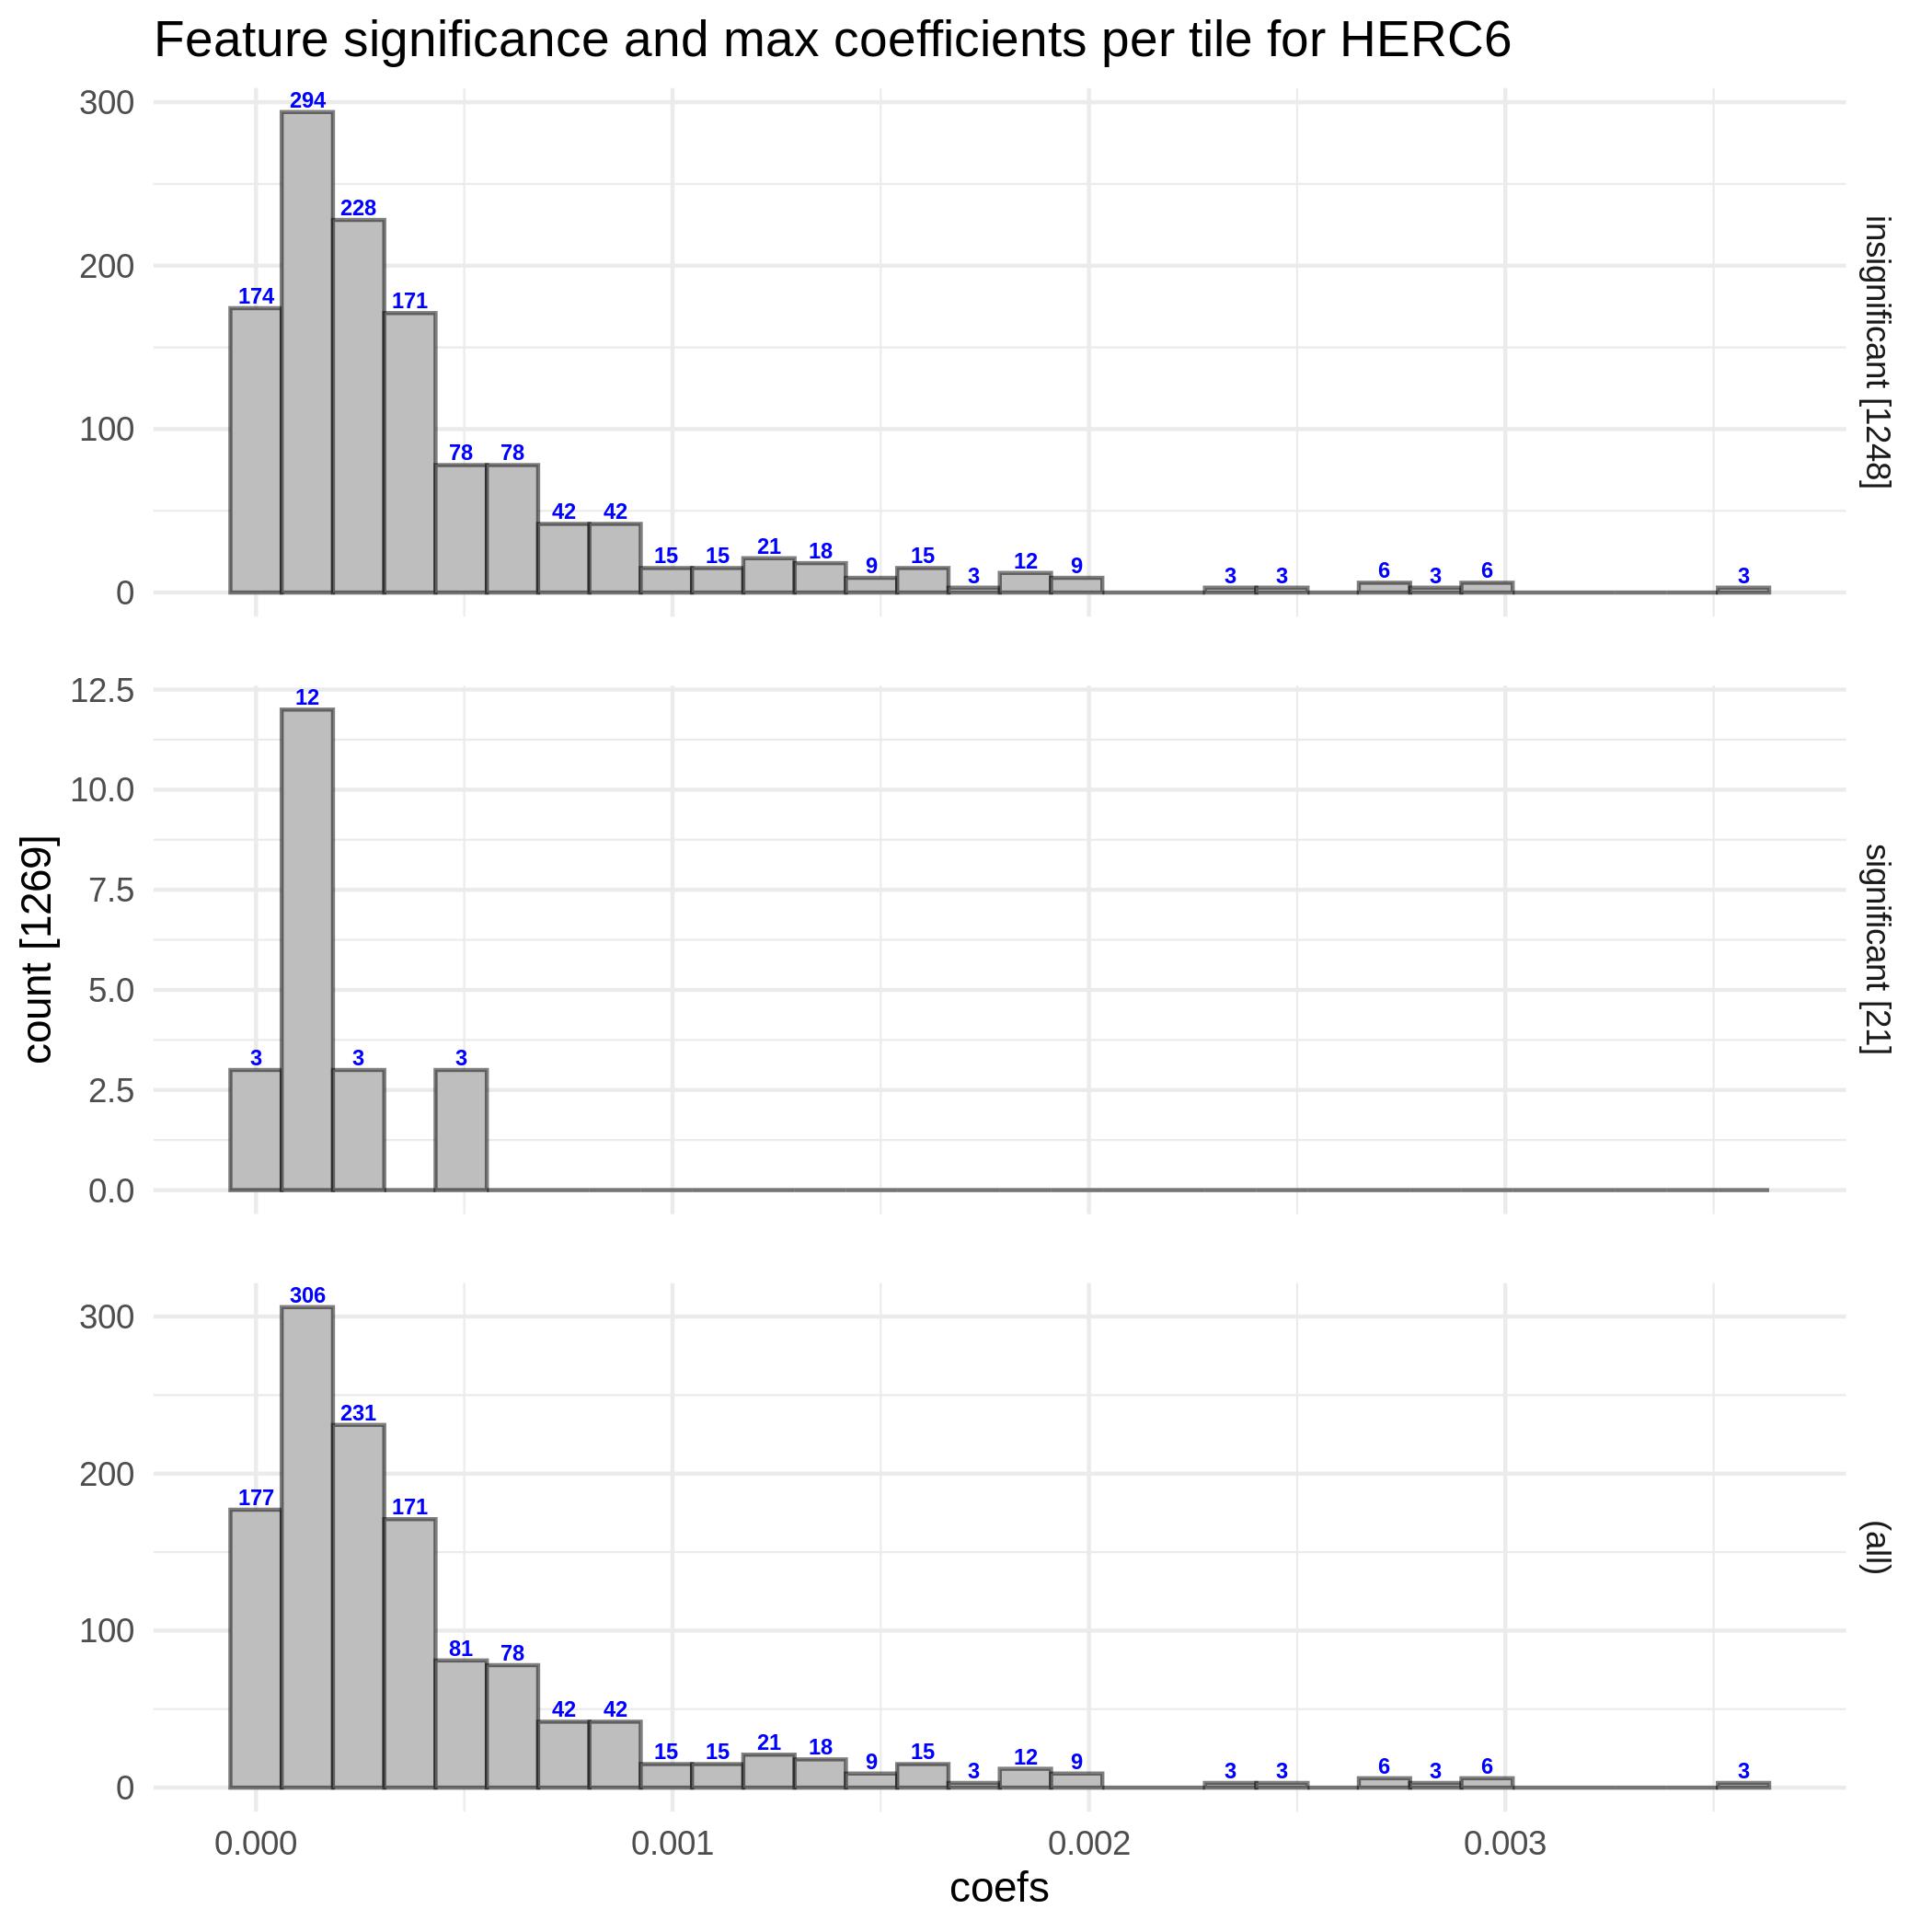 Feature significance and max coefficients per tile for HERC6
300
200
100
0
294
228
174
171
78 78
42 42
15 15 21 18 9 15 3 12 9 3 3 6 3 6 3
insignificant [1248]
count [1269]
12.5
10.0
7.5
5.0
2.5
0.0
12
3 3 3
significant [21]
300
200
100
0
306
231
177
171
81 78
42 42
15 15 21 18 9 15 3 12 9 3 3 6 3 6 3
(all)
0.000 0.001 0.002 0.003
coefs